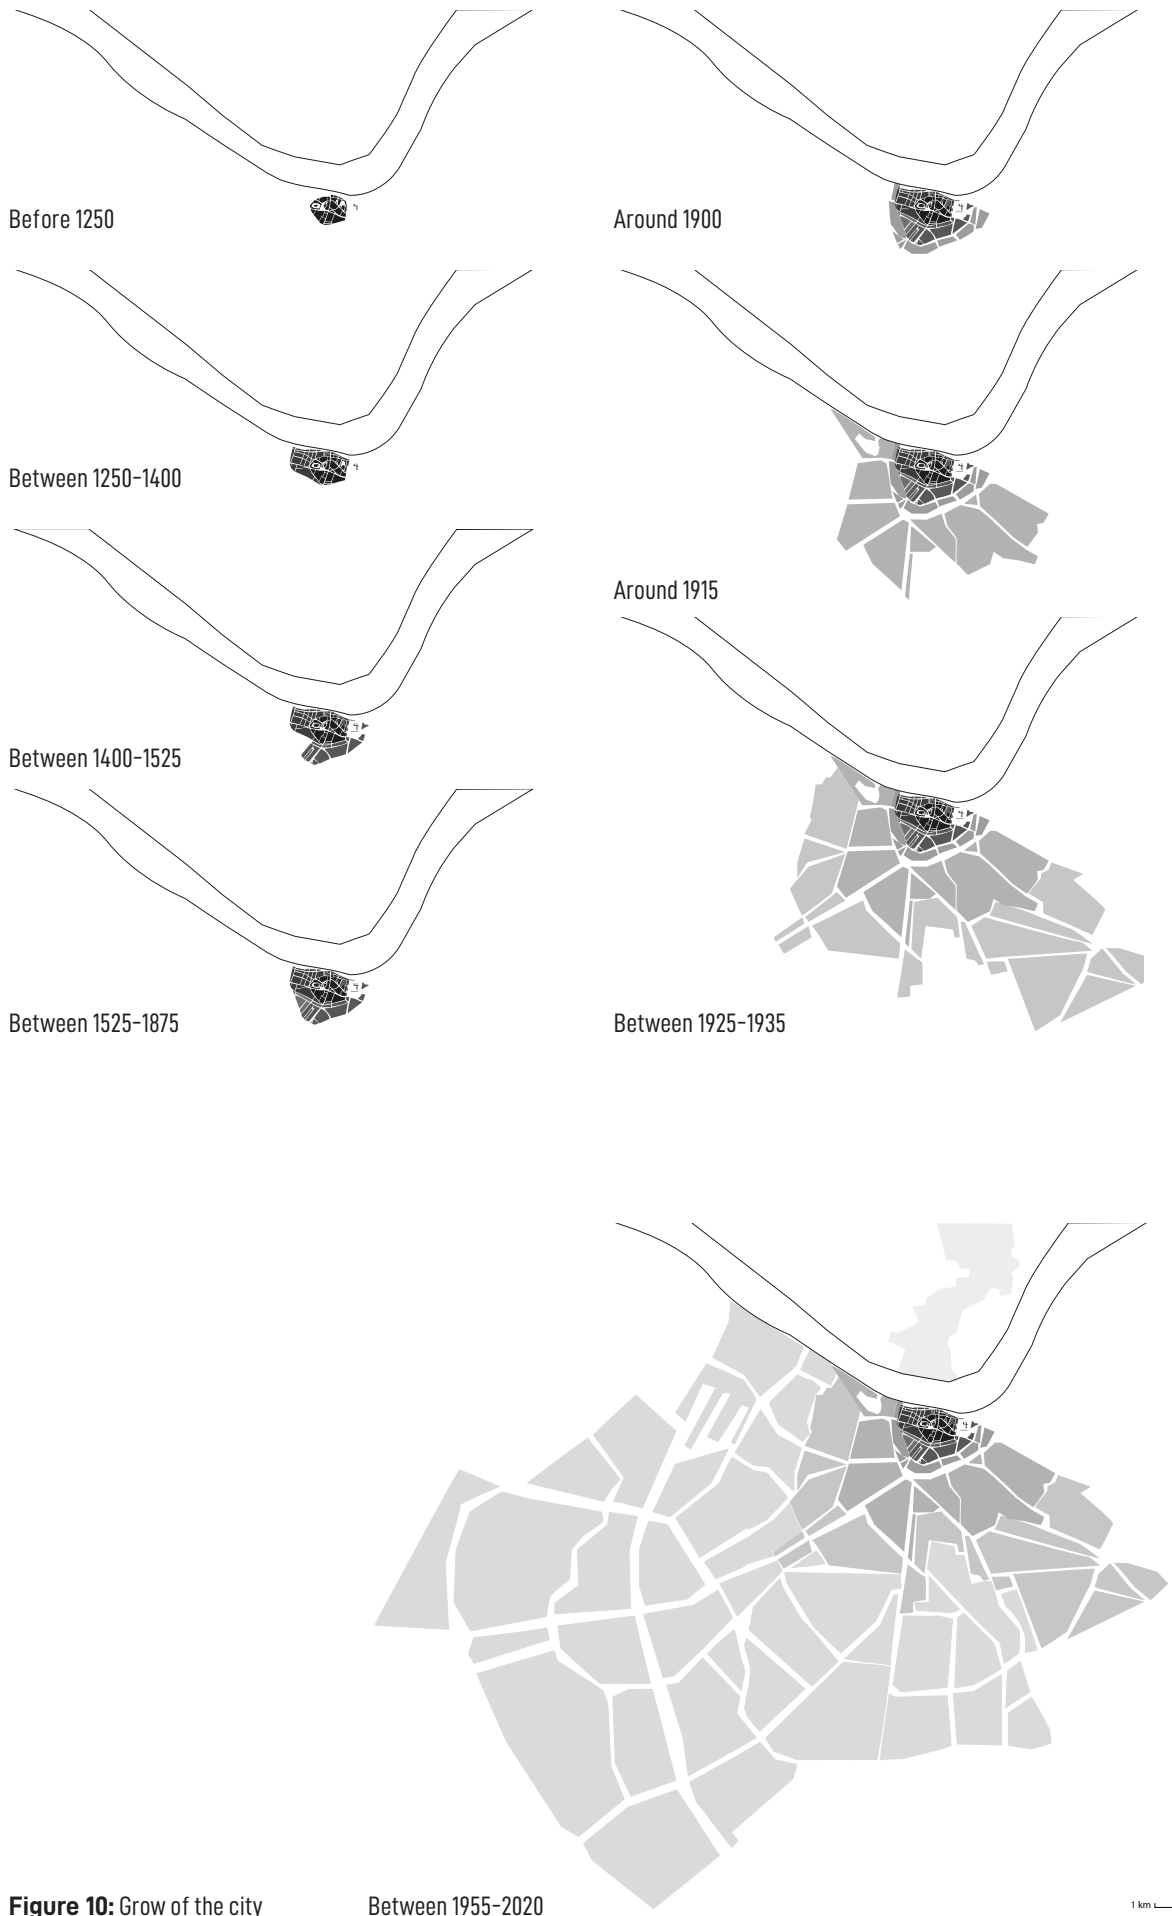 Before 1250
Around 1900
Between 1250-1400
Around 1915
Between 1400-1525
Between 1525-1875
Between 1925-1935
Figure 10: Grow of the city
Between 1955-2020
1 km